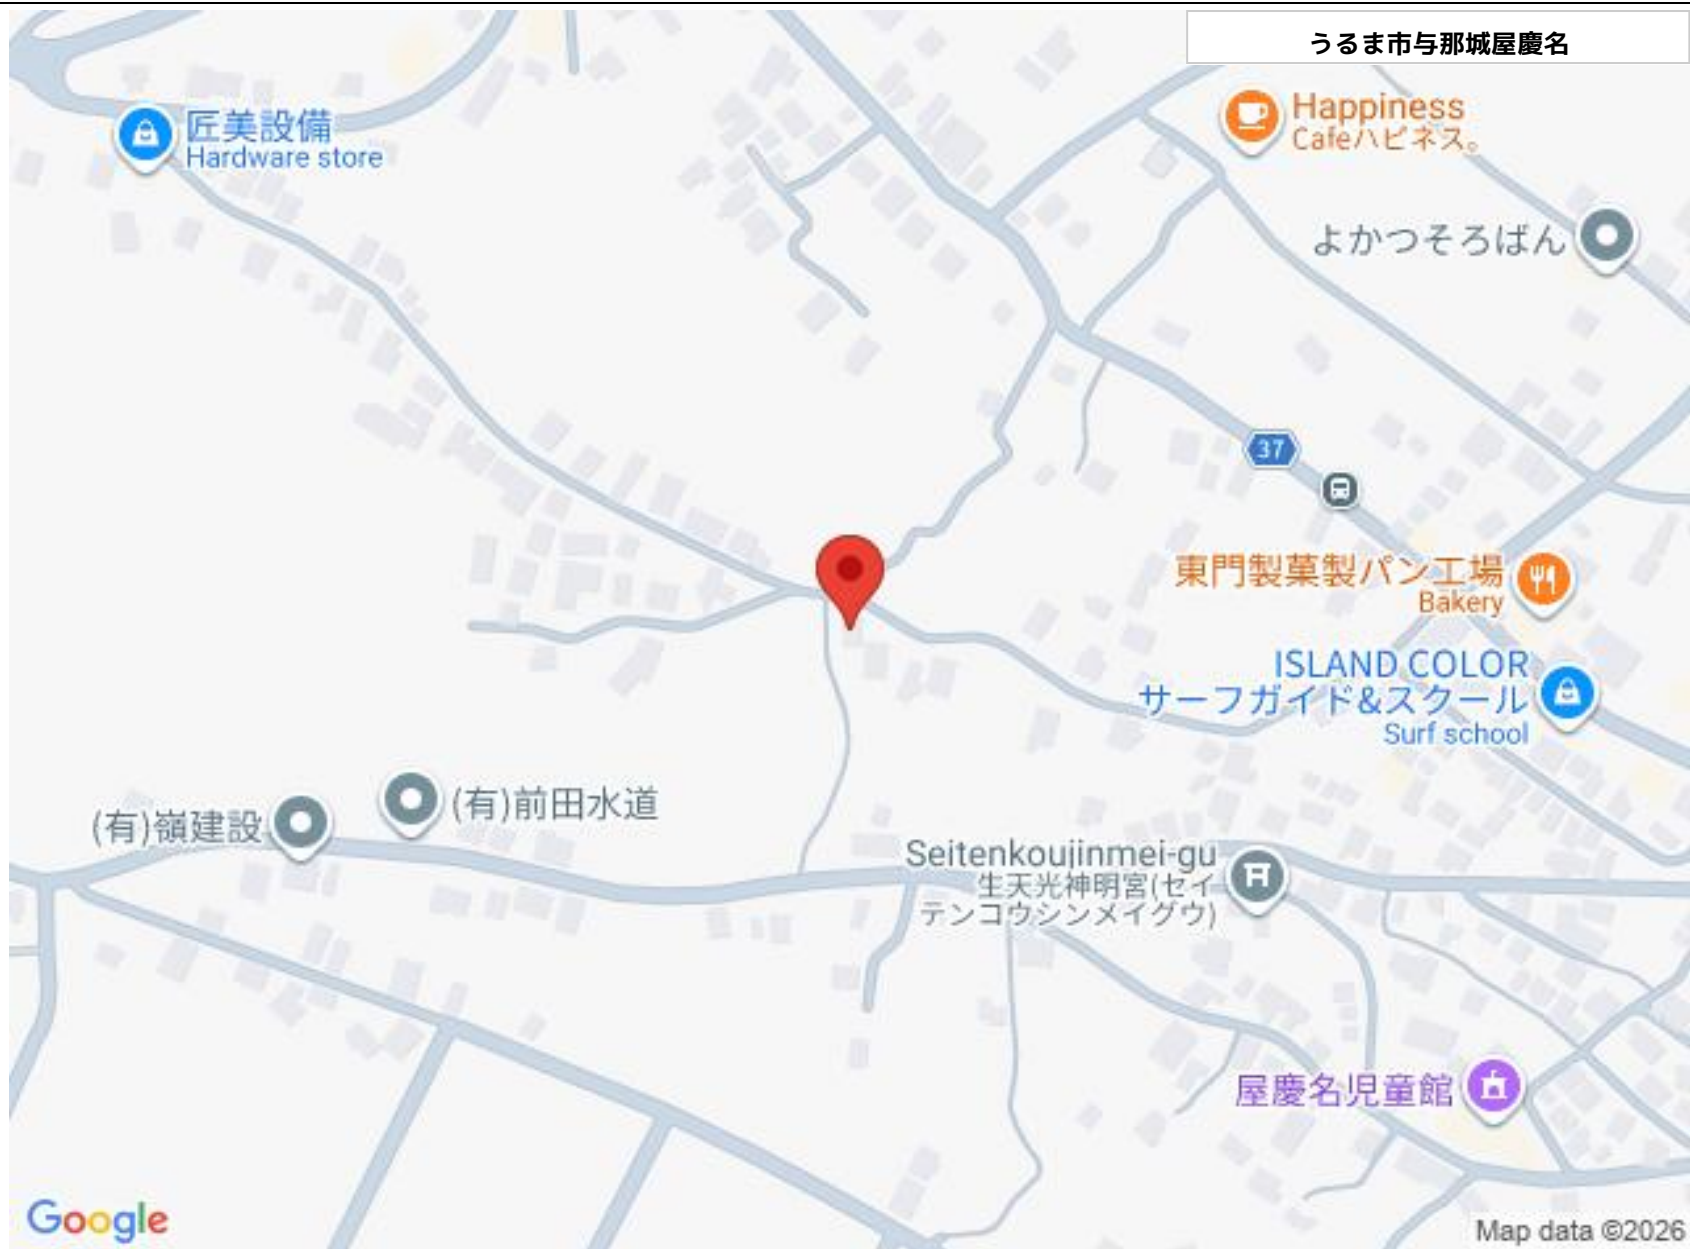 うるま市与那城屋慶名
匠美設備
Hardware store
Happiness
Cafeハピネス。
よかつそろばん
37
東門製菓製パン工場
Bakery
ISLAND COLOR
サーフガイド&スクール
Surf school
(有)前田水道
(有)嶺建設
Seitenkoujinmei-gu
生天光神明宮(セイ
テンコウシンメイグウ)
屋慶名児童館
Google
Map data ©2026